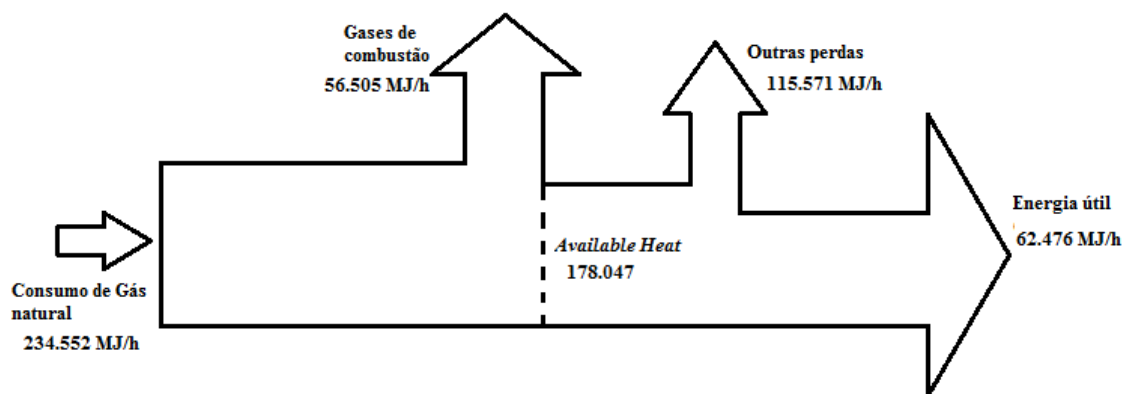 Gases de
combustão
56.505 MJ/h
Outras perdas
115.571 MJ/h
Energia útil
62.476 MJ/h
Available Heat
178.047
Consumo de Gás
natural
234.552 MJ/h